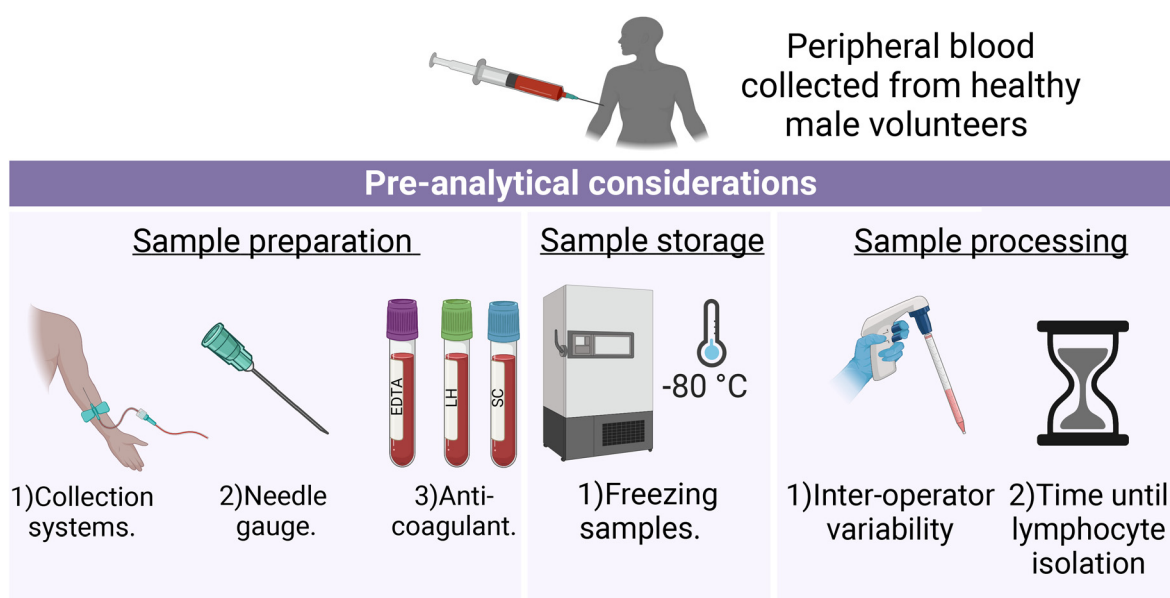 Peripheral blood
collected from healthy
male volunteers
Pre-analytical considerations
Sample preparation
EDTA
LH
SC
1)Collection
systems.
2)Needle
gauge.
3)Anti-
coagulant.
Sample storage
-80 °C
1)Freezing
samples.
Sample processing
1)Inter-operator
variability
2)Time until
lymphocyte
isolation